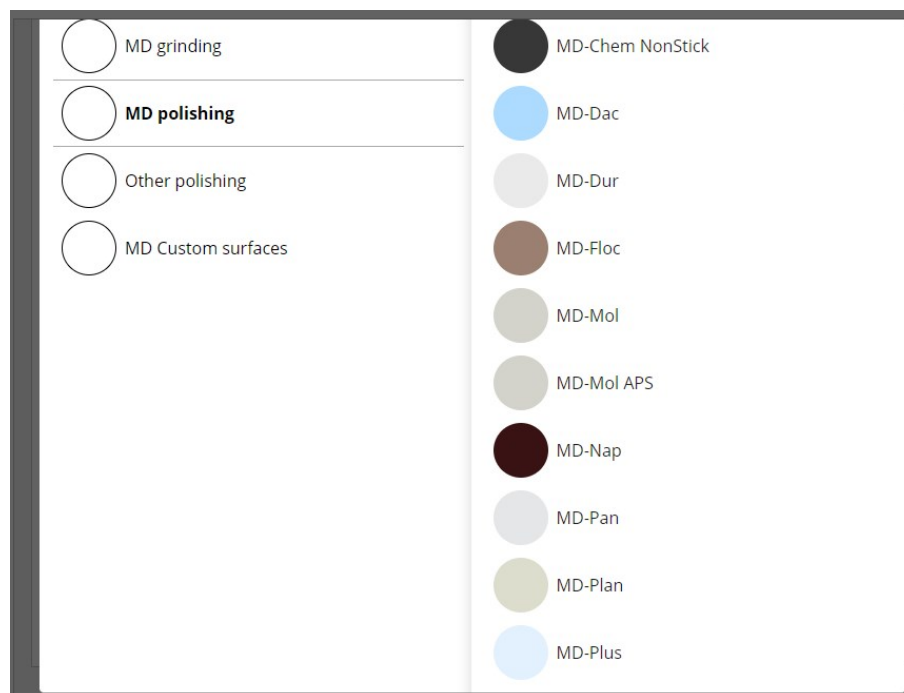 MD grinding
MD polishing
Other polishing
MD Custom surfaces
MD-Chem NonStick
MD-Dac
MD-Dur
MD-Floc
MD-Mol
MD-Mol APS
MD-Nap
MD-Pan
MD-Plan
MD-Plus